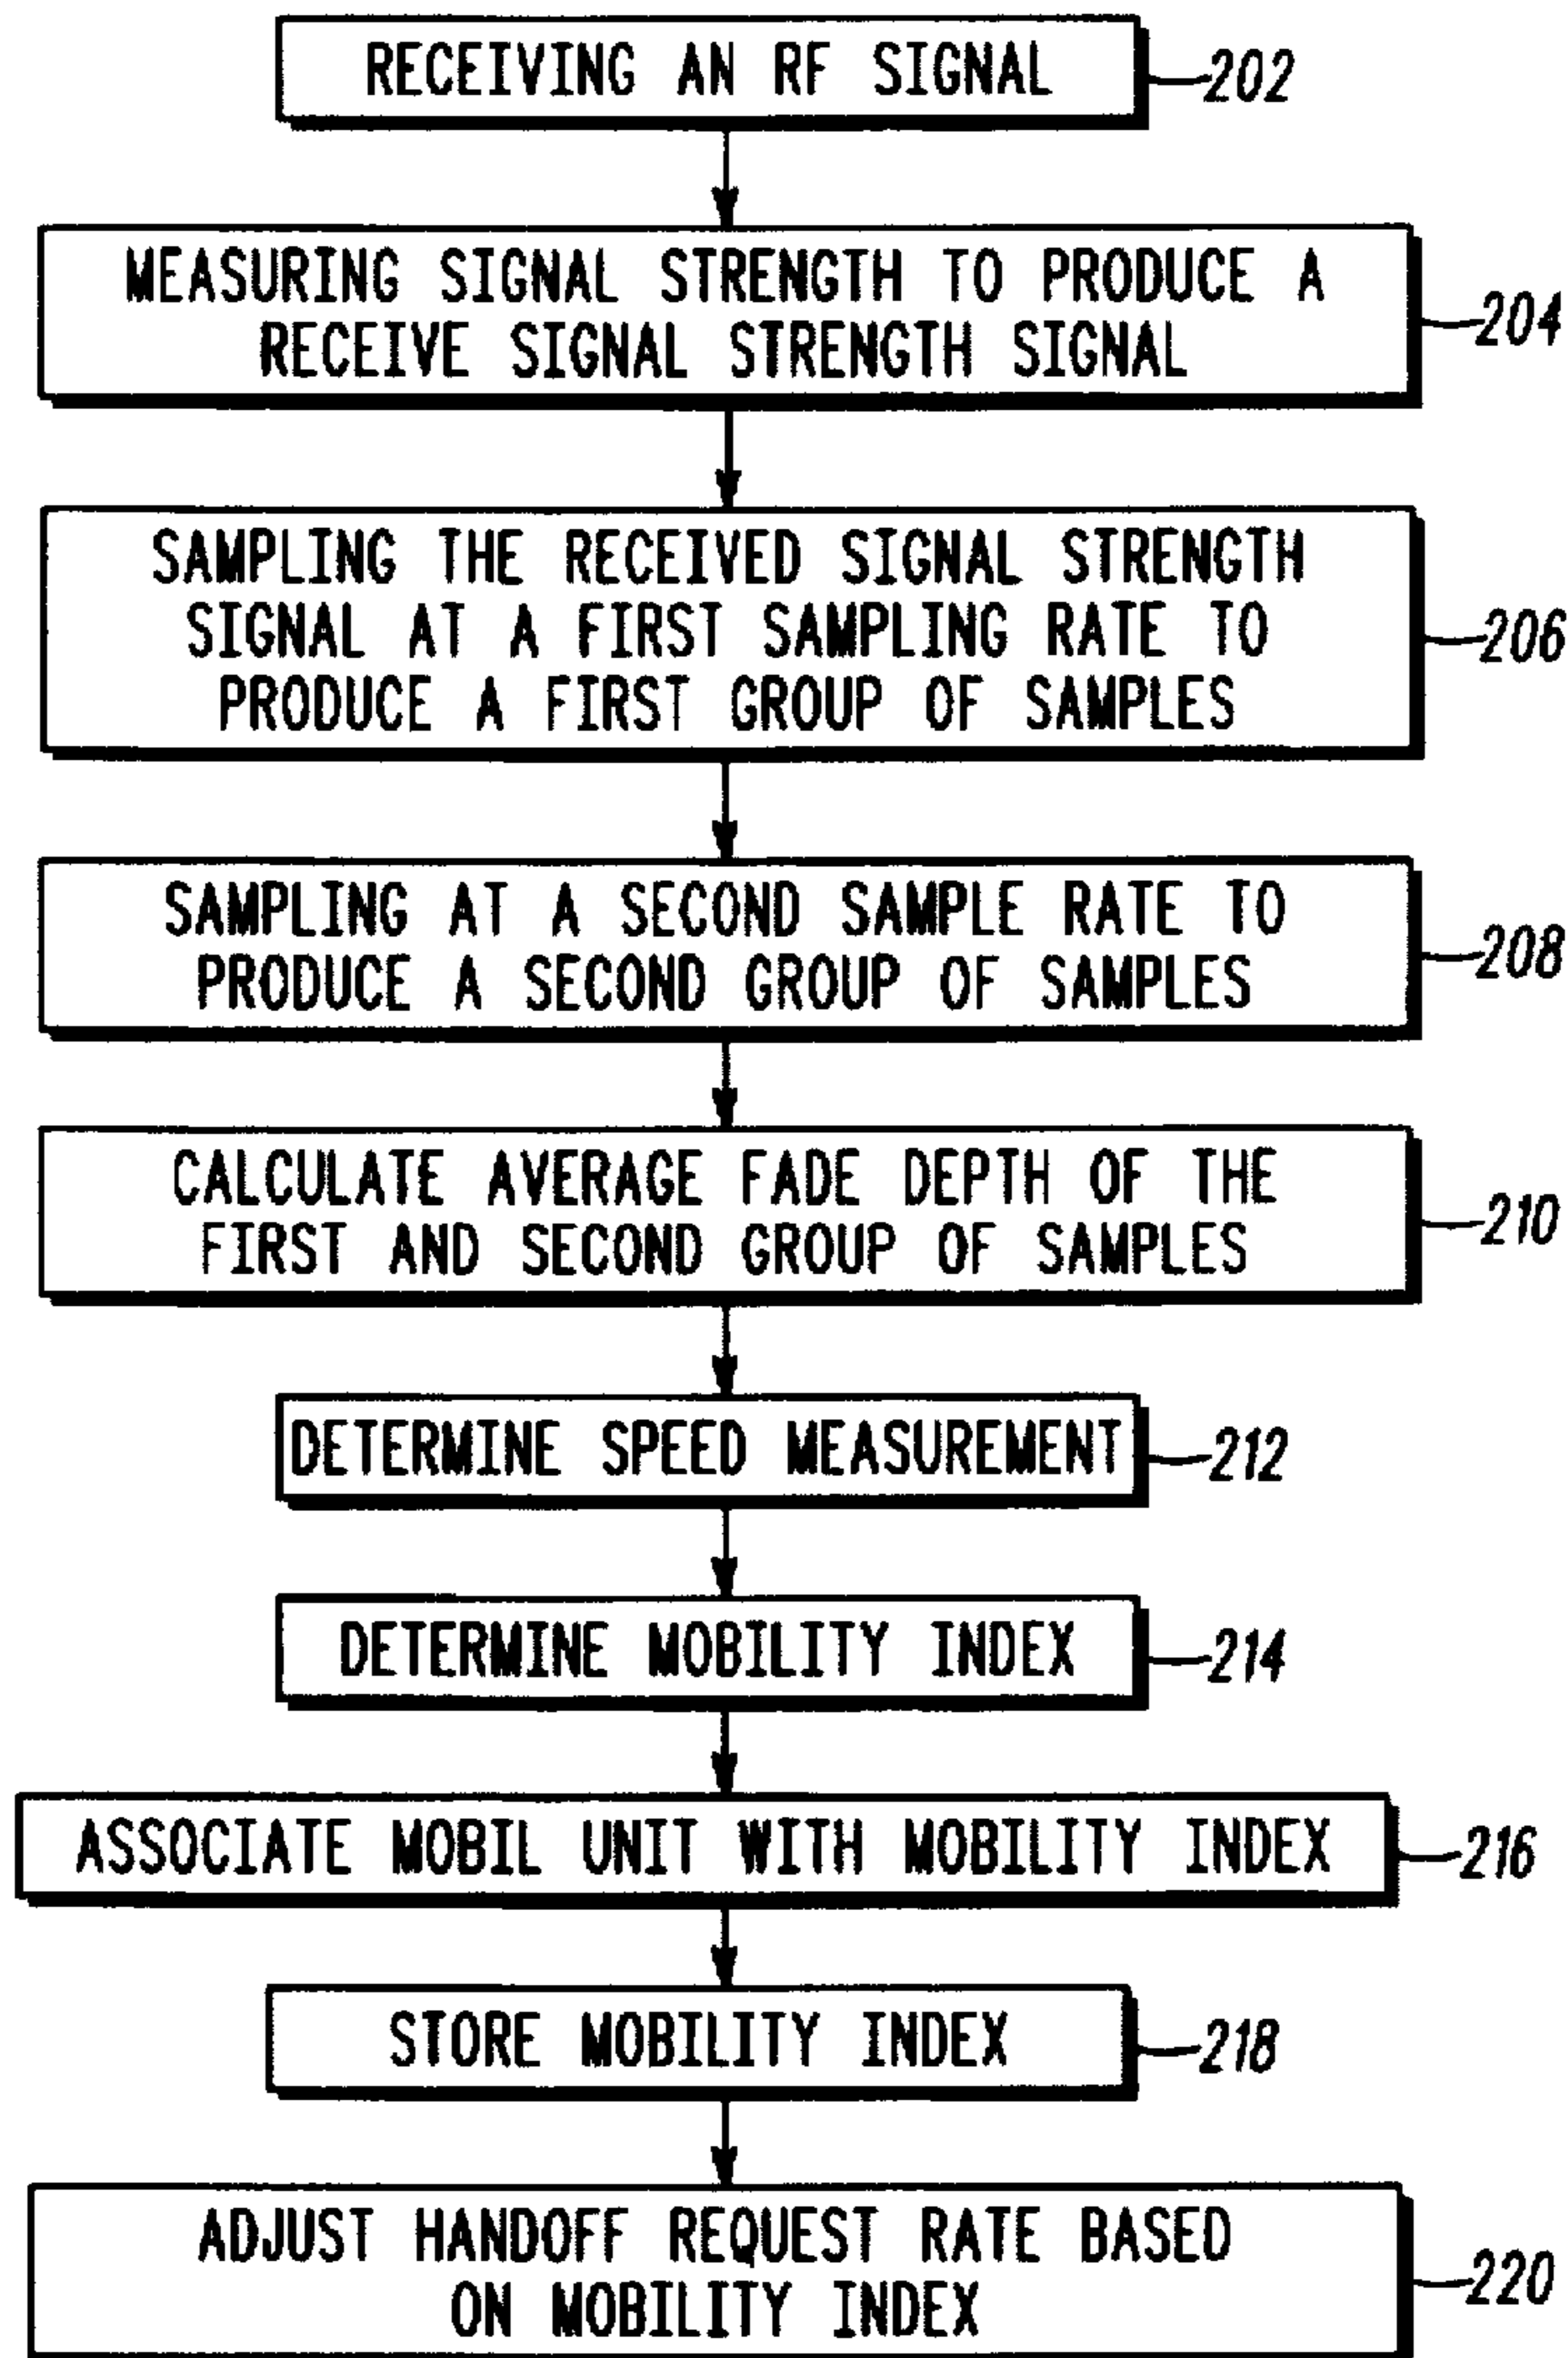 RECEIVING AN RF SIGNAL
202
MEASURING SIGNAL STRENGTH TO PRODUCE A
RECEIVE SIGNAL STRENGTH SIGNAL
204
SAMPLING THE RECEIVED SIGNAL STRENGTH
SIGNAL AT A FIRST SAMPLING RATE TO
PRODUCE A FIRST GROUP OF SAMPLES
206
SAMPLING AT A SECOND SAMPLE RATE TO
PRODUCE A SECOND GROUP OF SAMPLES
208
CALCULATE AVERAGE FADE DEPTH OF THE
FIRST AND SECOND GROUP OF SAMPLES
210
DETERMINE SPEED MEASUREMENT
212
DETERMINE MOBILITY INDEX
214
ASSOCIATE MOBIL UNIT WITH MOBILITY INDEX
216
STORE MOBILITY INDEX
218
ADJUST HANDOFF REQUEST RATE BASED
ON MOBILITY INDEX
220